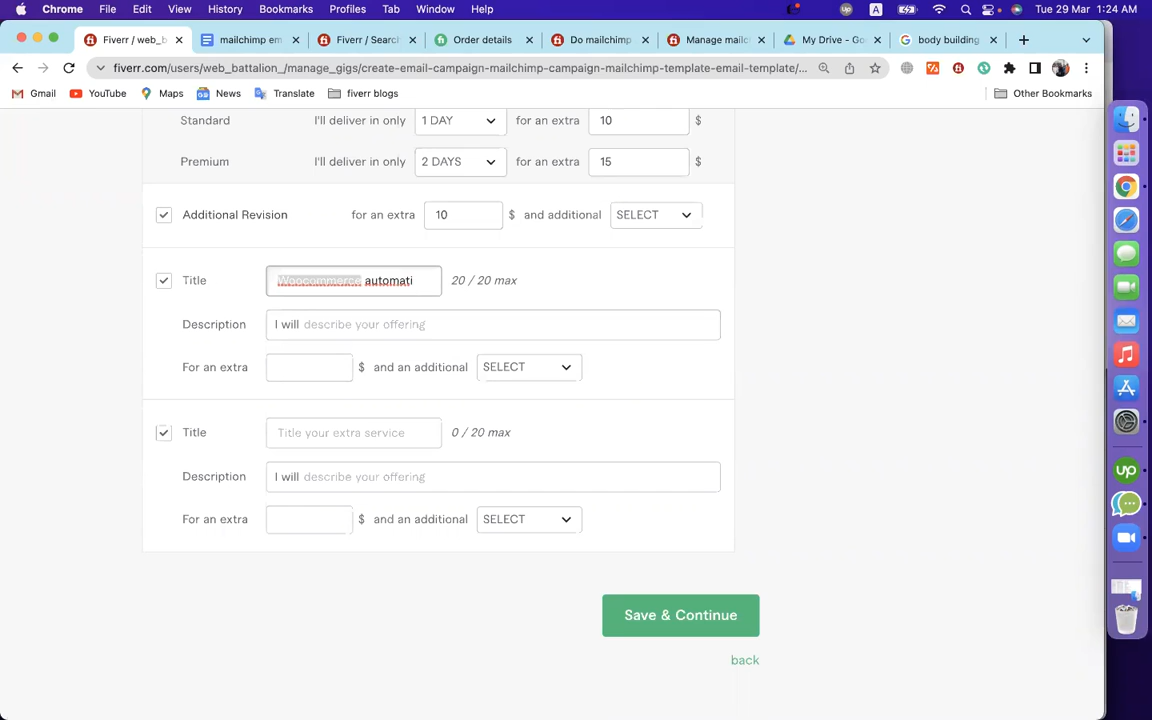 Chrome File Edit View History Bookmarks Profiles Tab Window Help Tue 29 Mar 1:24 AM
Fiverr / web_b mailchimp em Fiverr / Search Order details Do mailchimp Manage mailc My Drive - Goo body building
fiverr.com/users/web_battalion_/manage_gigs/create-email-campaign-mailchimp-campaign-mailchimp-template-email-template/...
Gmail YouTube Maps News Translate fiverr blogs Other Bookmarks
Standard I'll deliver in only 1 DAY for an extra 10 $
Premium I'll deliver in only 2 DAYS for an extra 15 $
Additional Revision for an extra 10 $ and additional SELECT
Title Woocommerce automati 20 / 20 max
Description I will describe your offering
For an extra $ and an additional SELECT
Title Title your extra service 0 / 20 max
Description I will describe your offering
For an extra $ and an additional SELECT
Save & Continue
back